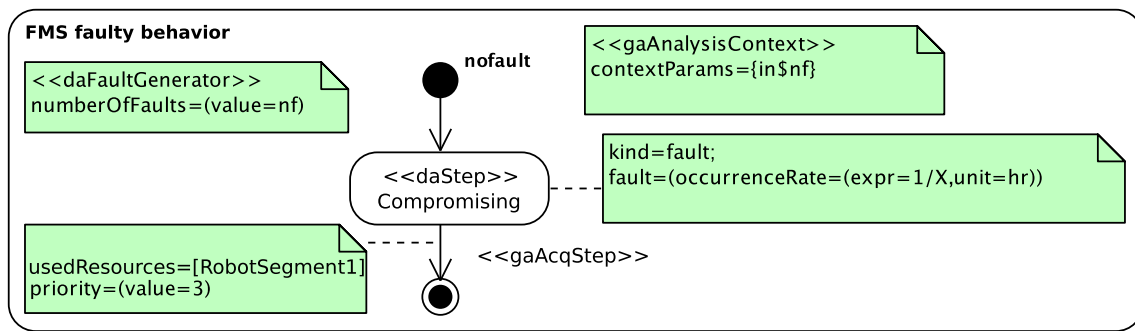 FMS faulty behavior
<<daFaultGenerator>>
numberOfFaults=(value=nf)
nofault
<<gaAnalysisContext>>
contextParams={in$nf}
<<daStep>>
Compromising
kind=fault;
fault=(occurrenceRate=(expr=1/X,unit=hr))
usedResources=[RobotSegment1]
priority=(value=3)
<<gaAcqStep>>